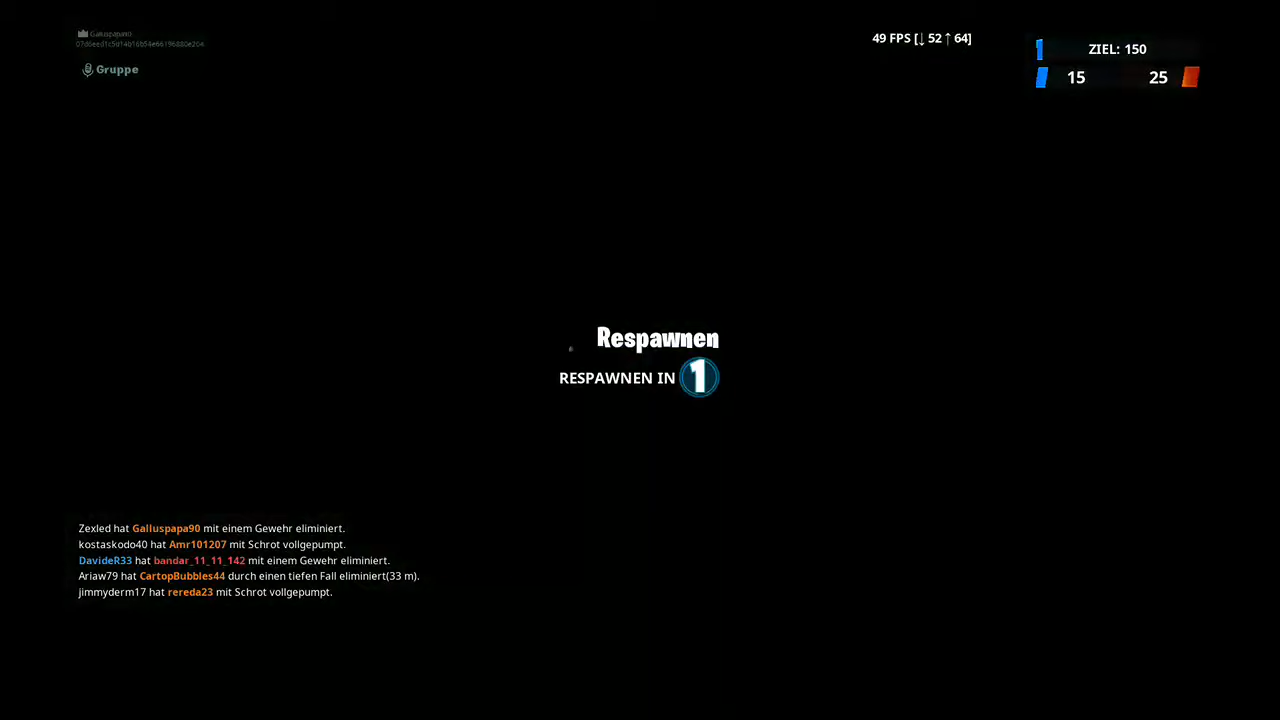 Galluspapa90
Gruppe
49 FPS [↓ 52 ↑ 64]
1
ZIEL: 150
15 25
Respawnen
RESPAWNEN IN 1
Zexled hat Galluspapa90 mit einem Gewehr eliminiert.
kostaskodo40 hat Amr101207 mit Schrot vollgepumpt.
DavideR33 hat bandar_11_11_142 mit einem Gewehr eliminiert.
Ariaw79 hat CartopBubbles44 durch einen tiefen Fall eliminiert(33 m).
jimmyderm17 hat rereda23 mit Schrot vollgepumpt.